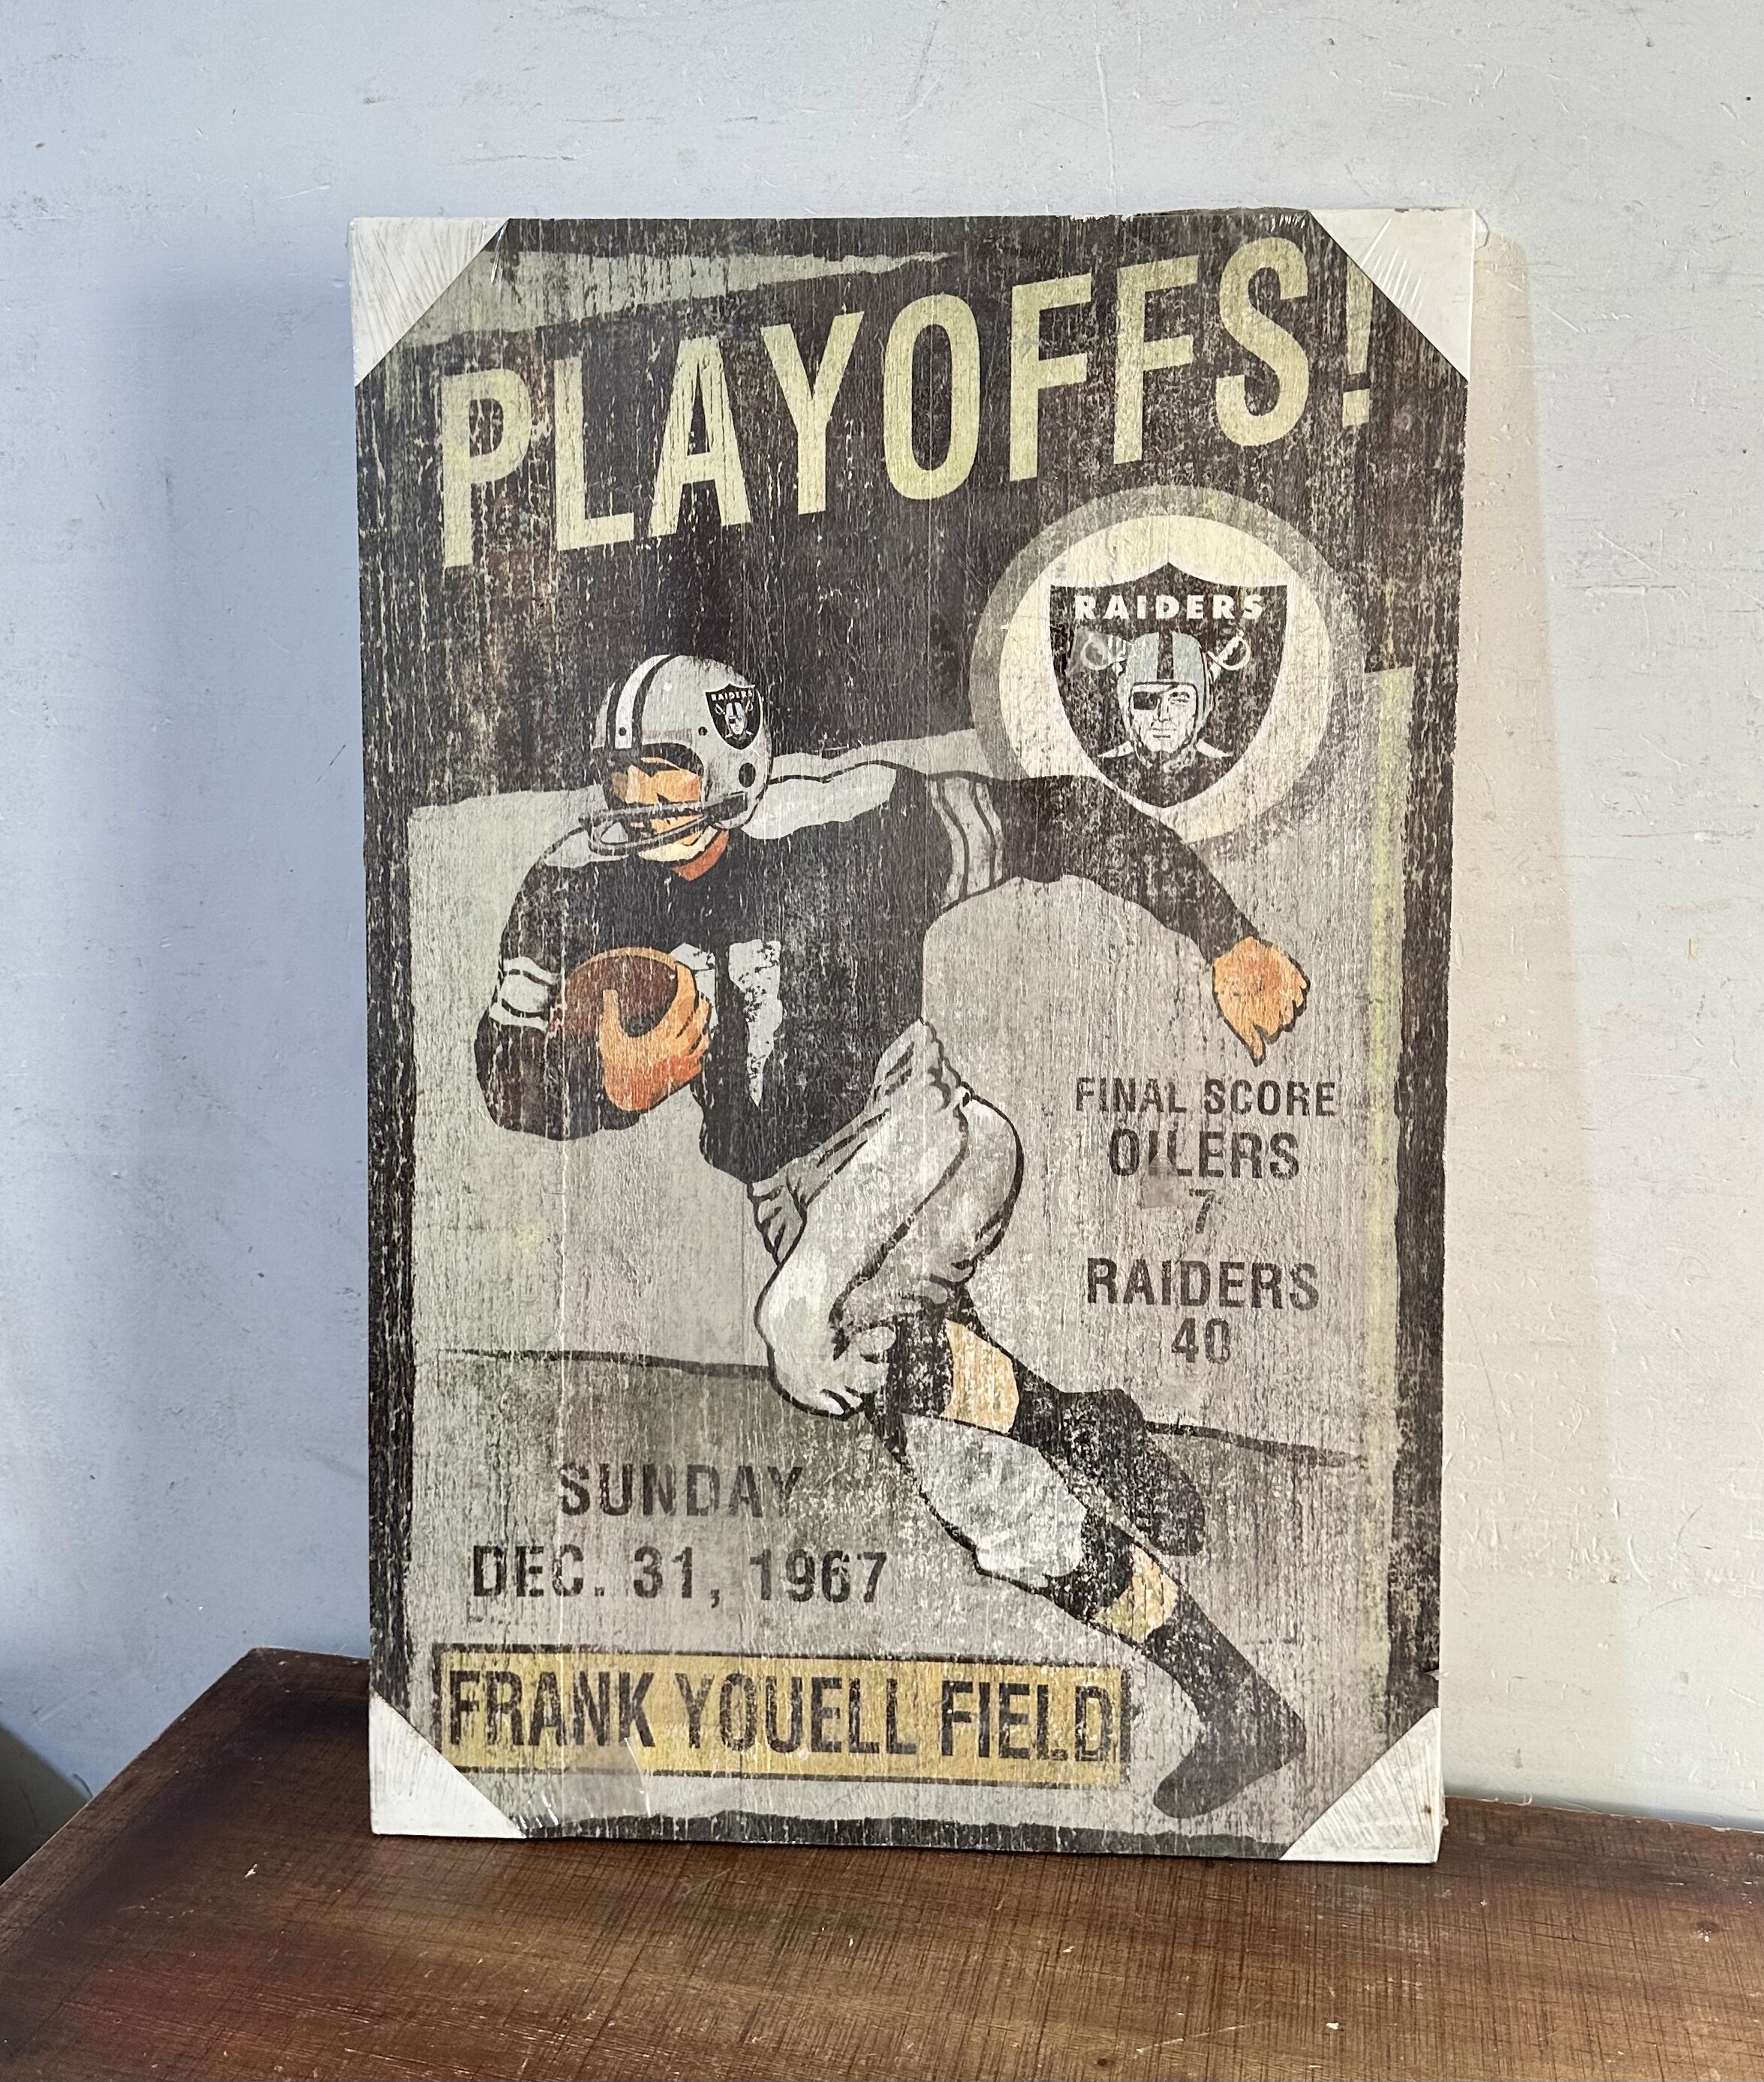 PLAYOFFS!
RAIDERS
RAIDERS
FINAL SCORE
OILERS
7
RAIDERS
40
SUNDAY
DEC. 31, 1967
FRANK YOUELL FIELD